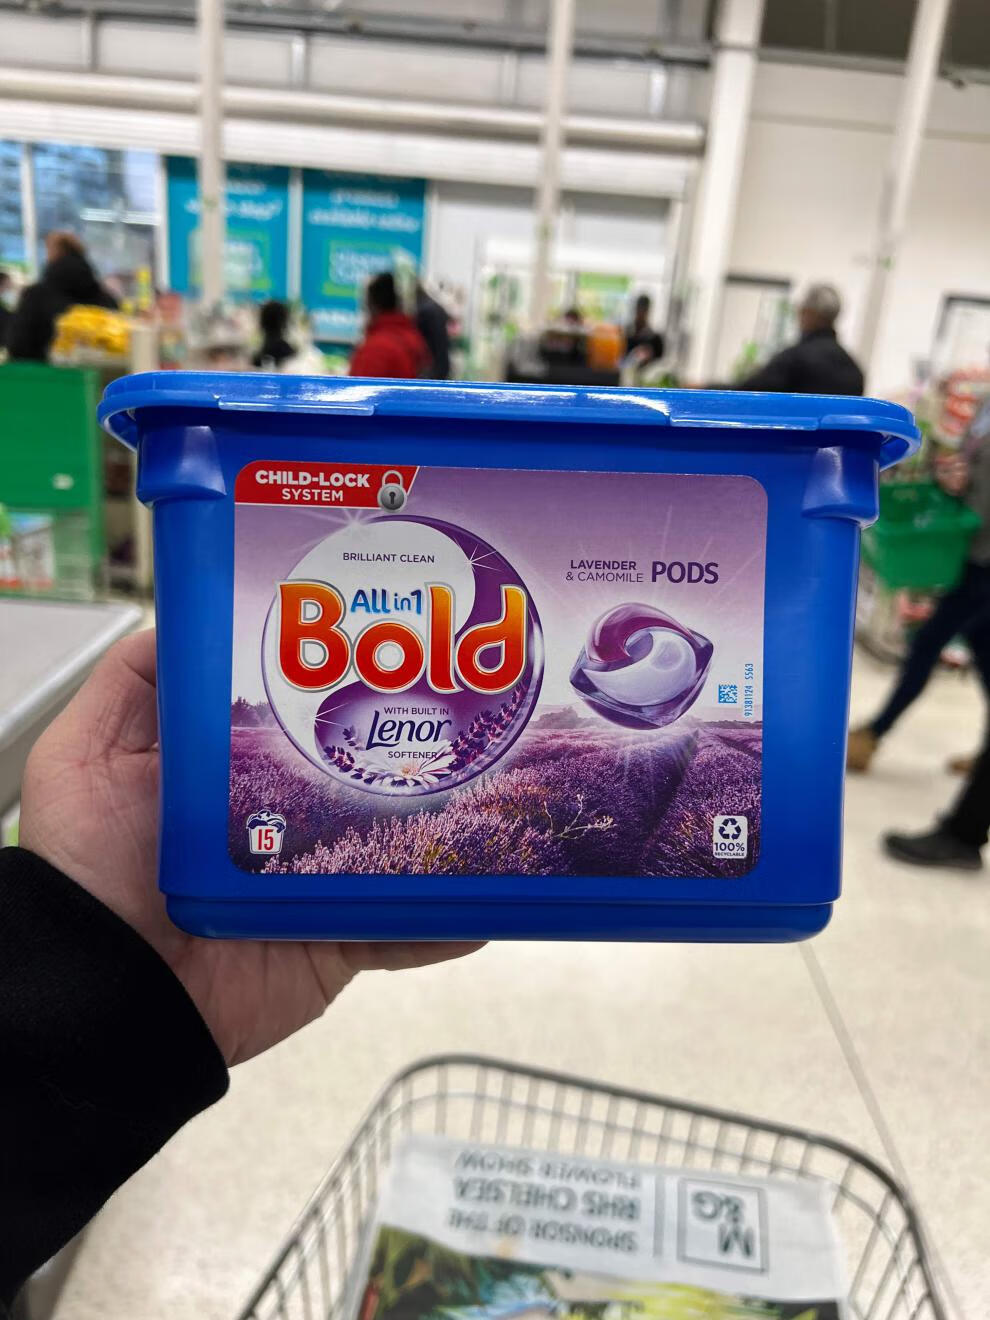 CHILD-LOCK
SYSTEM
BRILLIANT CLEAN
All in 1
Bold
WITH BUILT IN
Lenor
SOFTENER
LAVENDER
& CAMOMILE PODS
91381124 5563
15
100%
RECYCLABLE
SPONSOR OF THE
RHS CHELSEA
FLOWER SHOW
M
&G